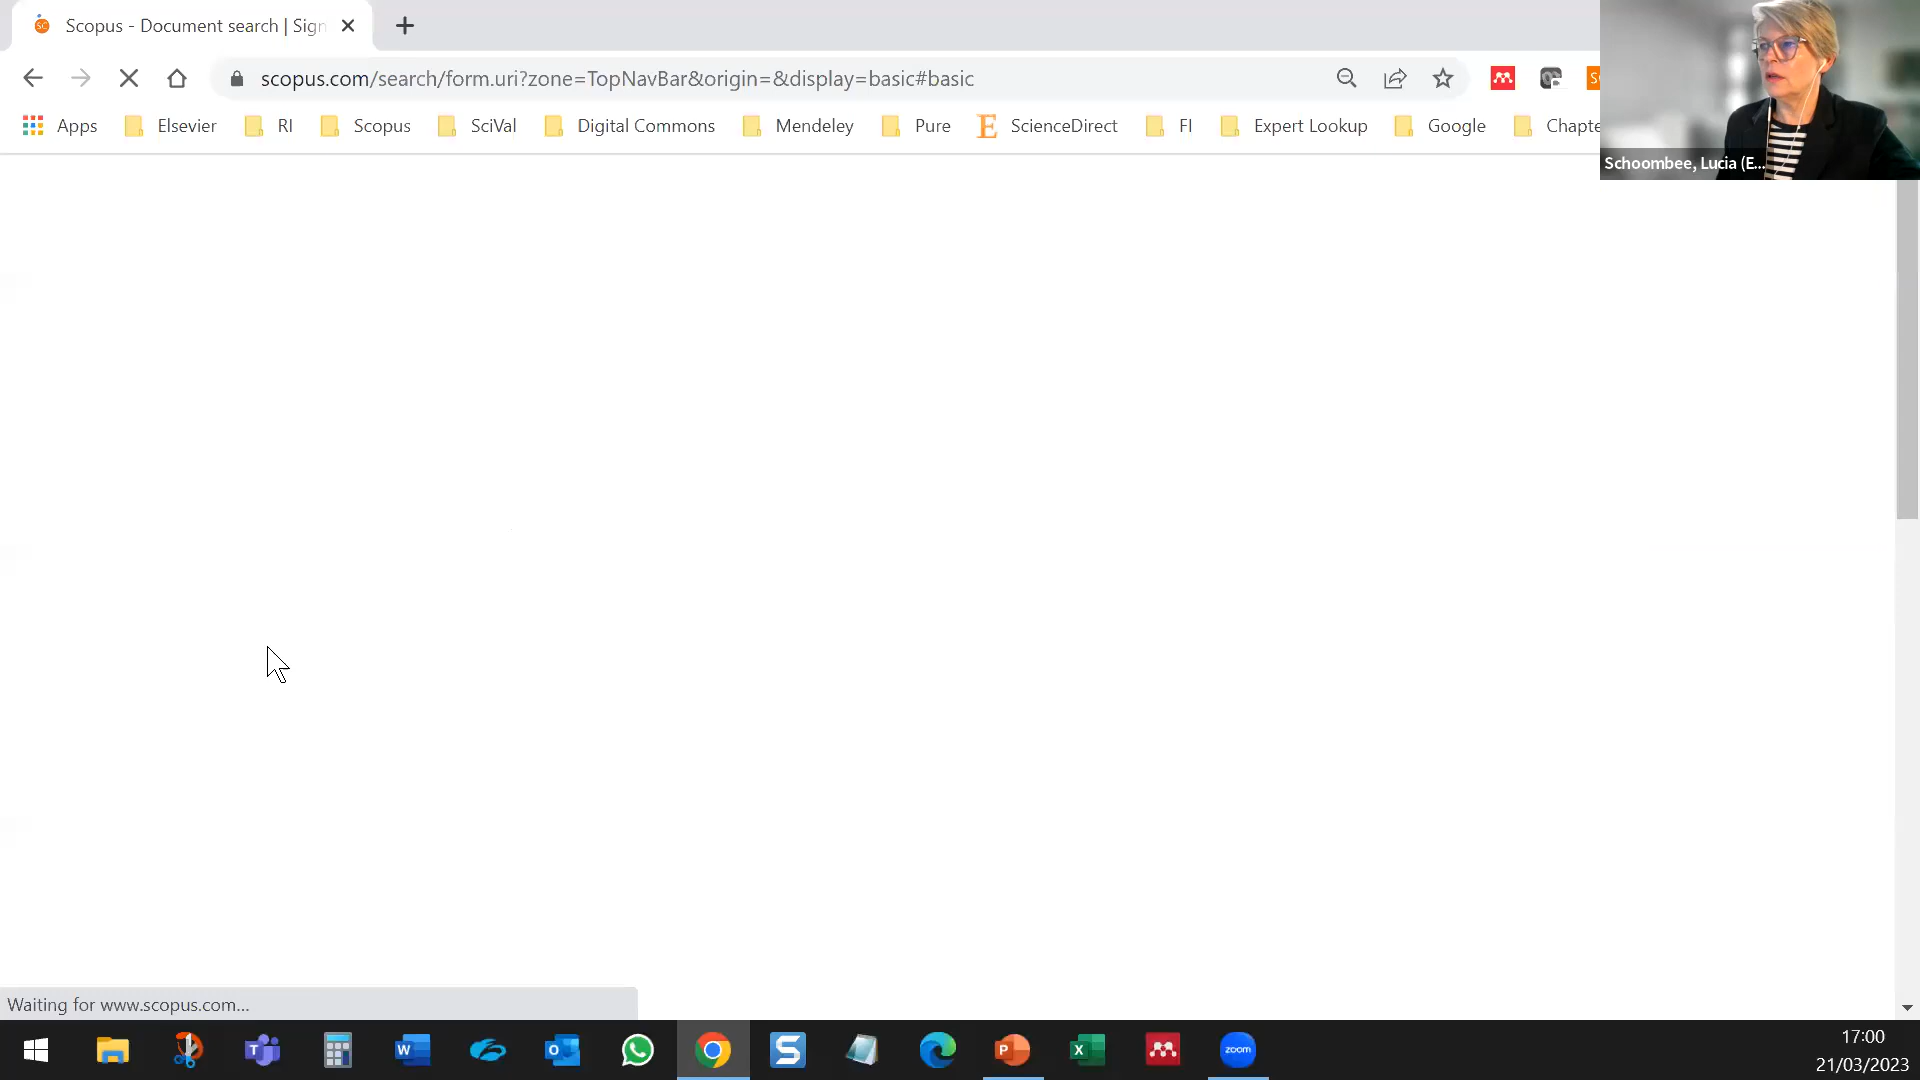 Scopus - Document search | Sign
scopus.com/search/form.uri?zone=TopNavBar&origin=&display=basic#basic
Apps Elsevier RI Scopus SciVal Digital Commons Mendeley Pure E ScienceDirect FI Expert Lookup Google Chapte
Schoombee, Lucia (E...
Waiting for www.scopus.com...
zoom
17:00
21/03/2023